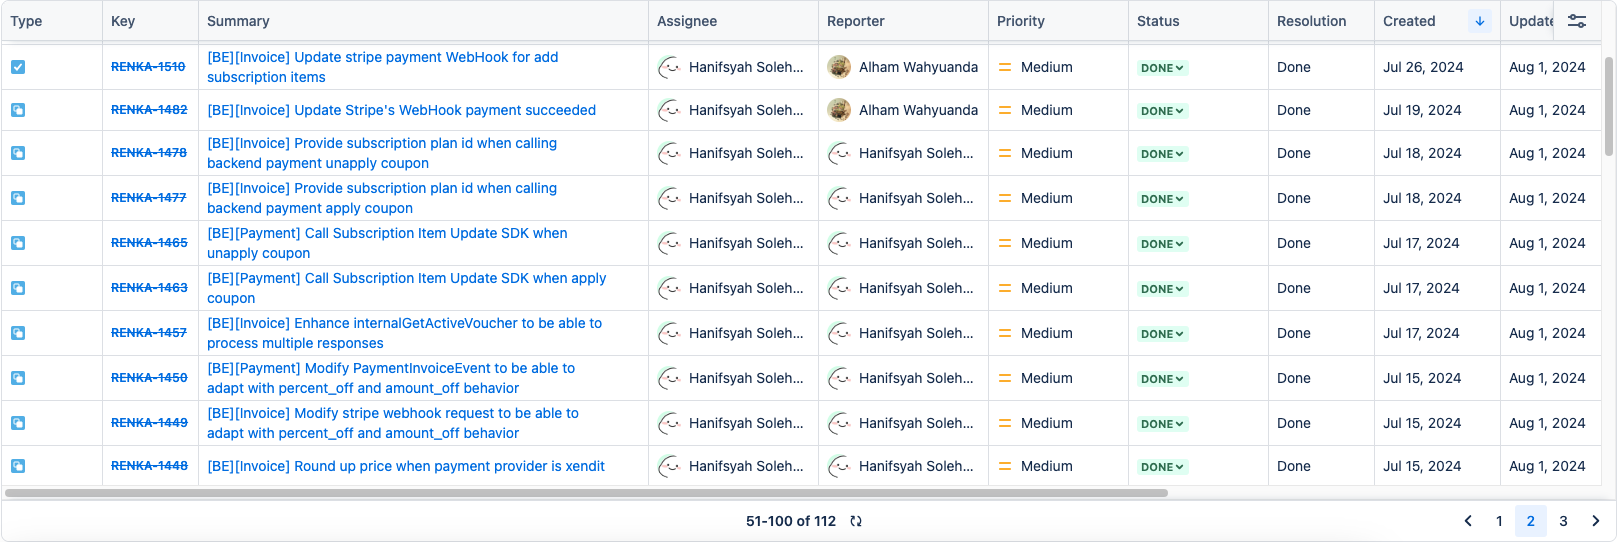 Type Key Summary Assignee Reporter Priority Status Resolution Created Update
RENKA-1510 [BE][Invoice] Update stripe payment WebHook for add Hanifsyah Soleh... Alham Wahyuanda Medium DONE Done Jul 26, 2024 Aug 1, 2024
subscription items
RENKA-1482 [BE][Invoice] Update Stripe's WebHook payment succeeded Hanifsyah Soleh... Alham Wahyuanda Medium DONE Done Jul 19, 2024 Aug 1, 2024
RENKA-1478 [BE][Invoice] Provide subscription plan id when calling Hanifsyah Soleh... Hanifsyah Soleh... Medium DONE Done Jul 18, 2024 Aug 1, 2024
backend payment unapply coupon
RENKA-1477 [BE][Invoice] Provide subscription plan id when calling Hanifsyah Soleh... Hanifsyah Soleh... Medium DONE Done Jul 18, 2024 Aug 1, 2024
backend payment apply coupon
RENKA-1465 [BE][Payment] Call Subscription Item Update SDK when Hanifsyah Soleh... Hanifsyah Soleh... Medium DONE Done Jul 17, 2024 Aug 1, 2024
unapply coupon
RENKA-1463 [BE][Payment] Call Subscription Item Update SDK when apply Hanifsyah Soleh... Hanifsyah Soleh... Medium DONE Done Jul 17, 2024 Aug 1, 2024
coupon
RENKA-1457 [BE][Invoice] Enhance internalGetActiveVoucher to be able to Hanifsyah Soleh... Hanifsyah Soleh... Medium DONE Done Jul 17, 2024 Aug 1, 2024
process multiple responses
RENKA-1450 [BE][Payment] Modify PaymentInvoiceEvent to be able to Hanifsyah Soleh... Hanifsyah Soleh... Medium DONE Done Jul 15, 2024 Aug 1, 2024
adapt with percent_off and amount_off behavior
RENKA-1449 [BE][Invoice] Modify stripe webhook request to be able to Hanifsyah Soleh... Hanifsyah Soleh... Medium DONE Done Jul 15, 2024 Aug 1, 2024
adapt with percent_off and amount_off behavior
RENKA-1448 [BE][Invoice] Round up price when payment provider is xendit Hanifsyah Soleh... Hanifsyah Soleh... Medium DONE Done Jul 15, 2024 Aug 1, 2024
51-100 of 112 1 2 3